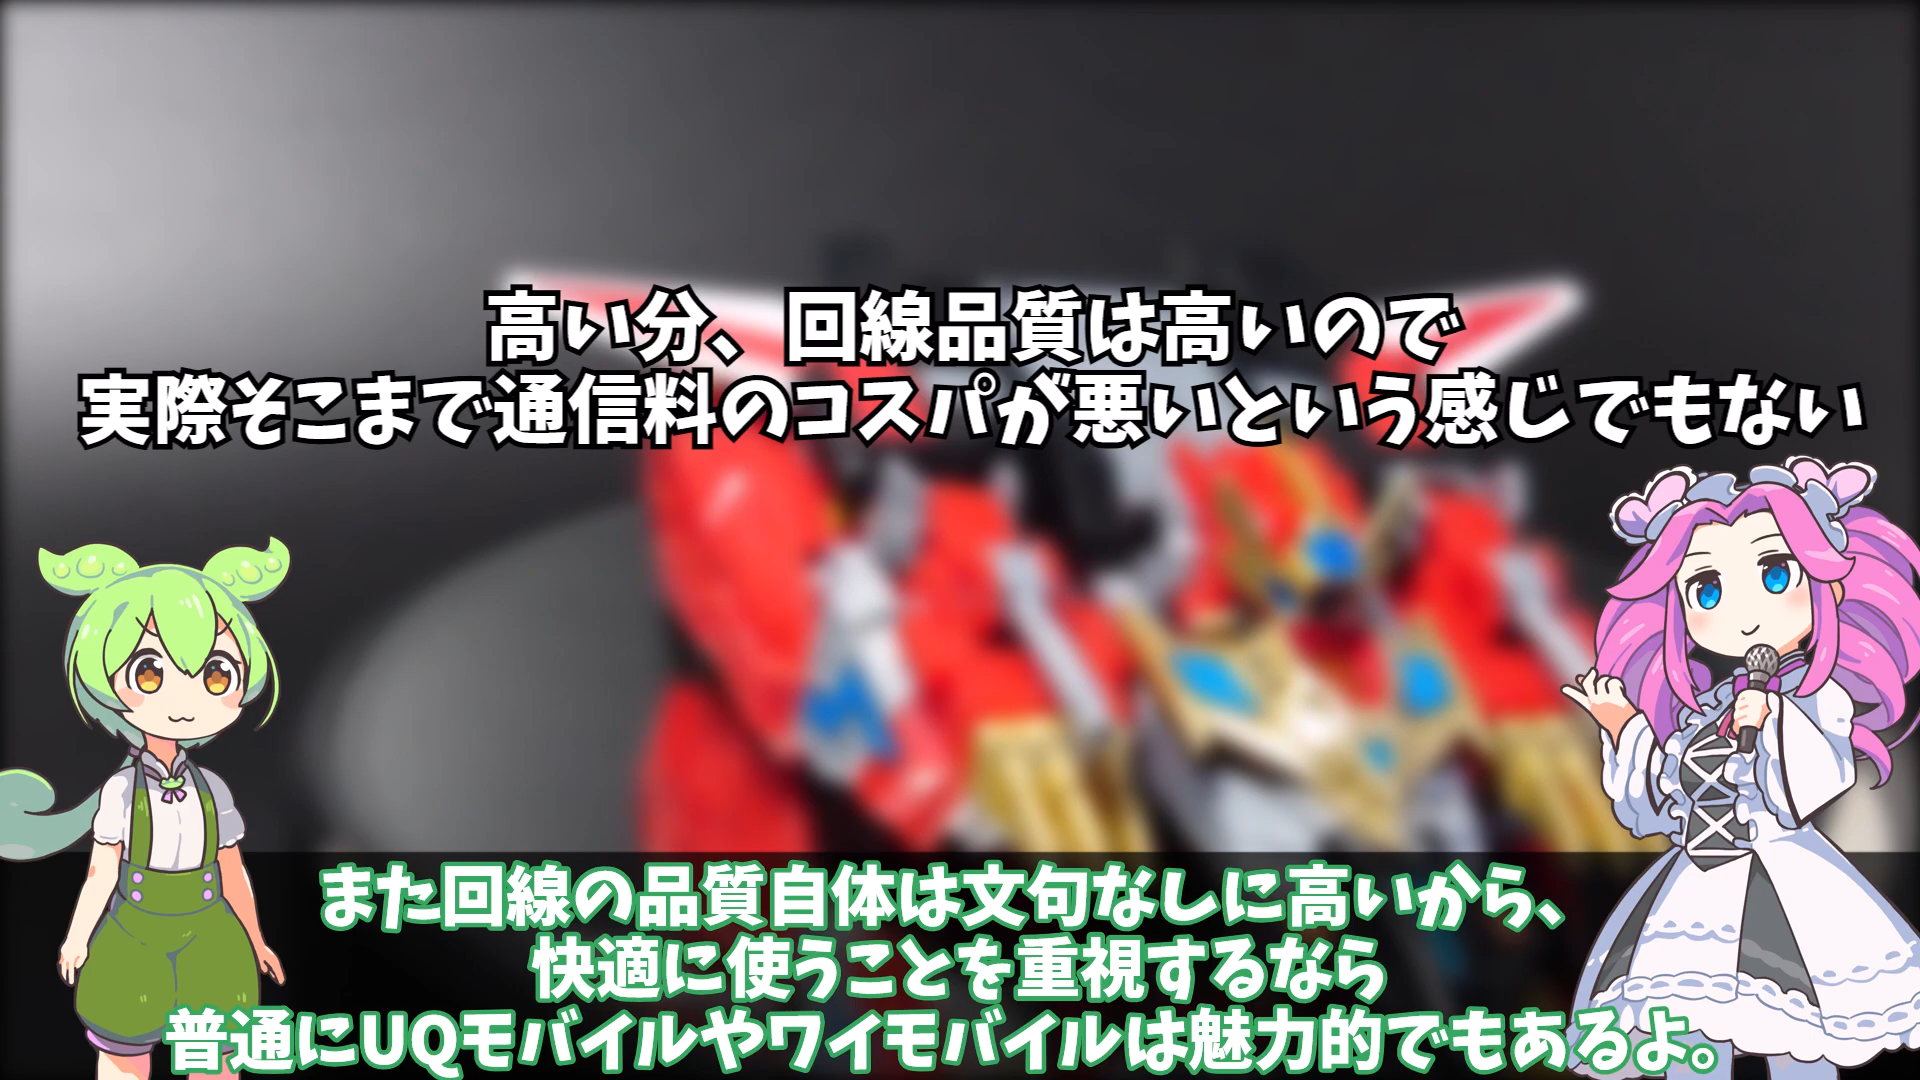 高い分、回線品質は高いので
実際そこまで通信料のコスパが悪いという感じでもない
また回線の品質自体は文句なしに高いから、
快適に使うことを重視するなら
普通にUQモバイルやワイモバイルは魅力的でもあるよ。